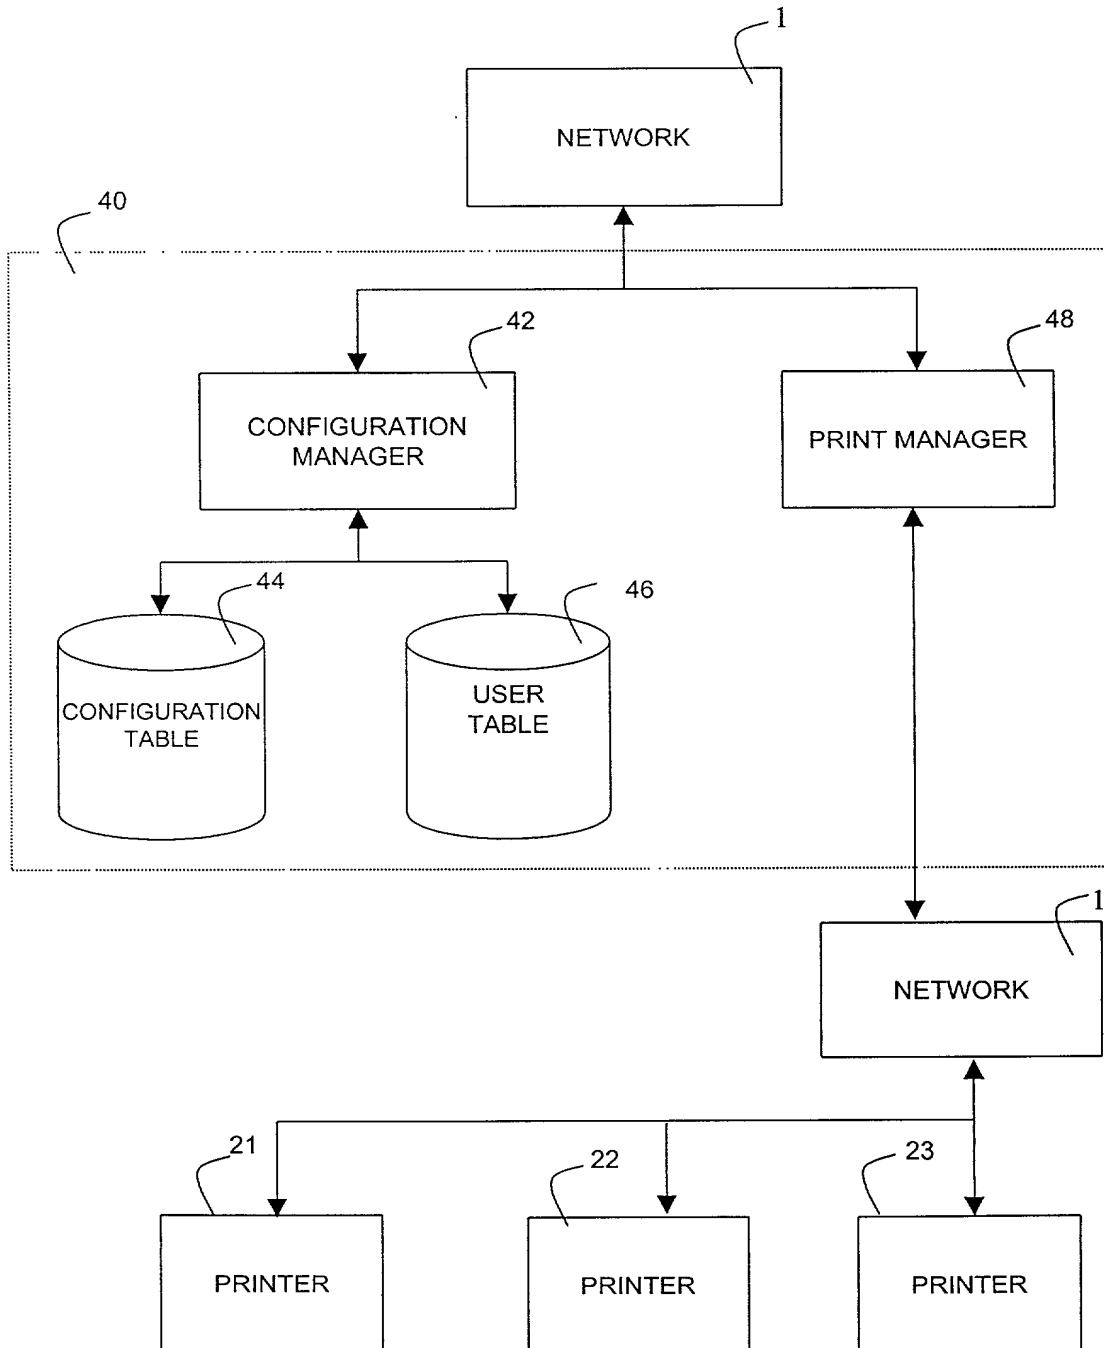 1
NETWORK
40
42
48
CONFIGURATION
MANAGER
PRINT MANAGER
44
46
CONFIGURATION
TABLE
USER
TABLE
1
NETWORK
21
22
23
PRINTER
PRINTER
PRINTER